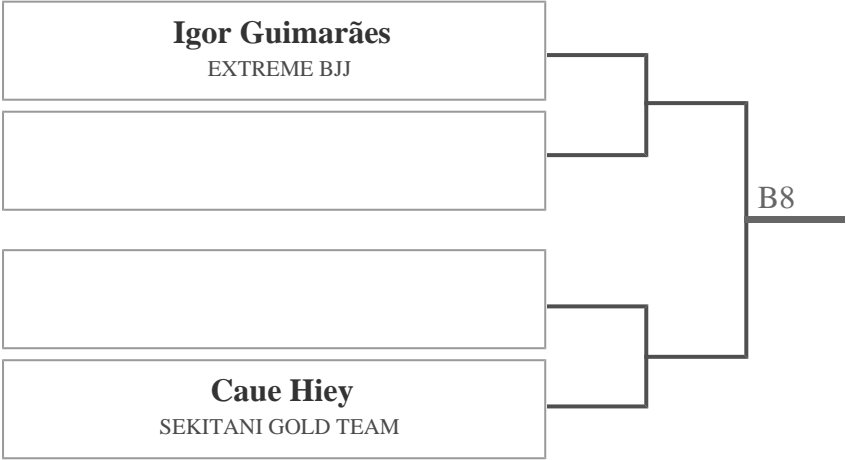 Igor Guimarães
EXTREME BJJ
B8
Caue Hiey
SEKITANI GOLD TEAM